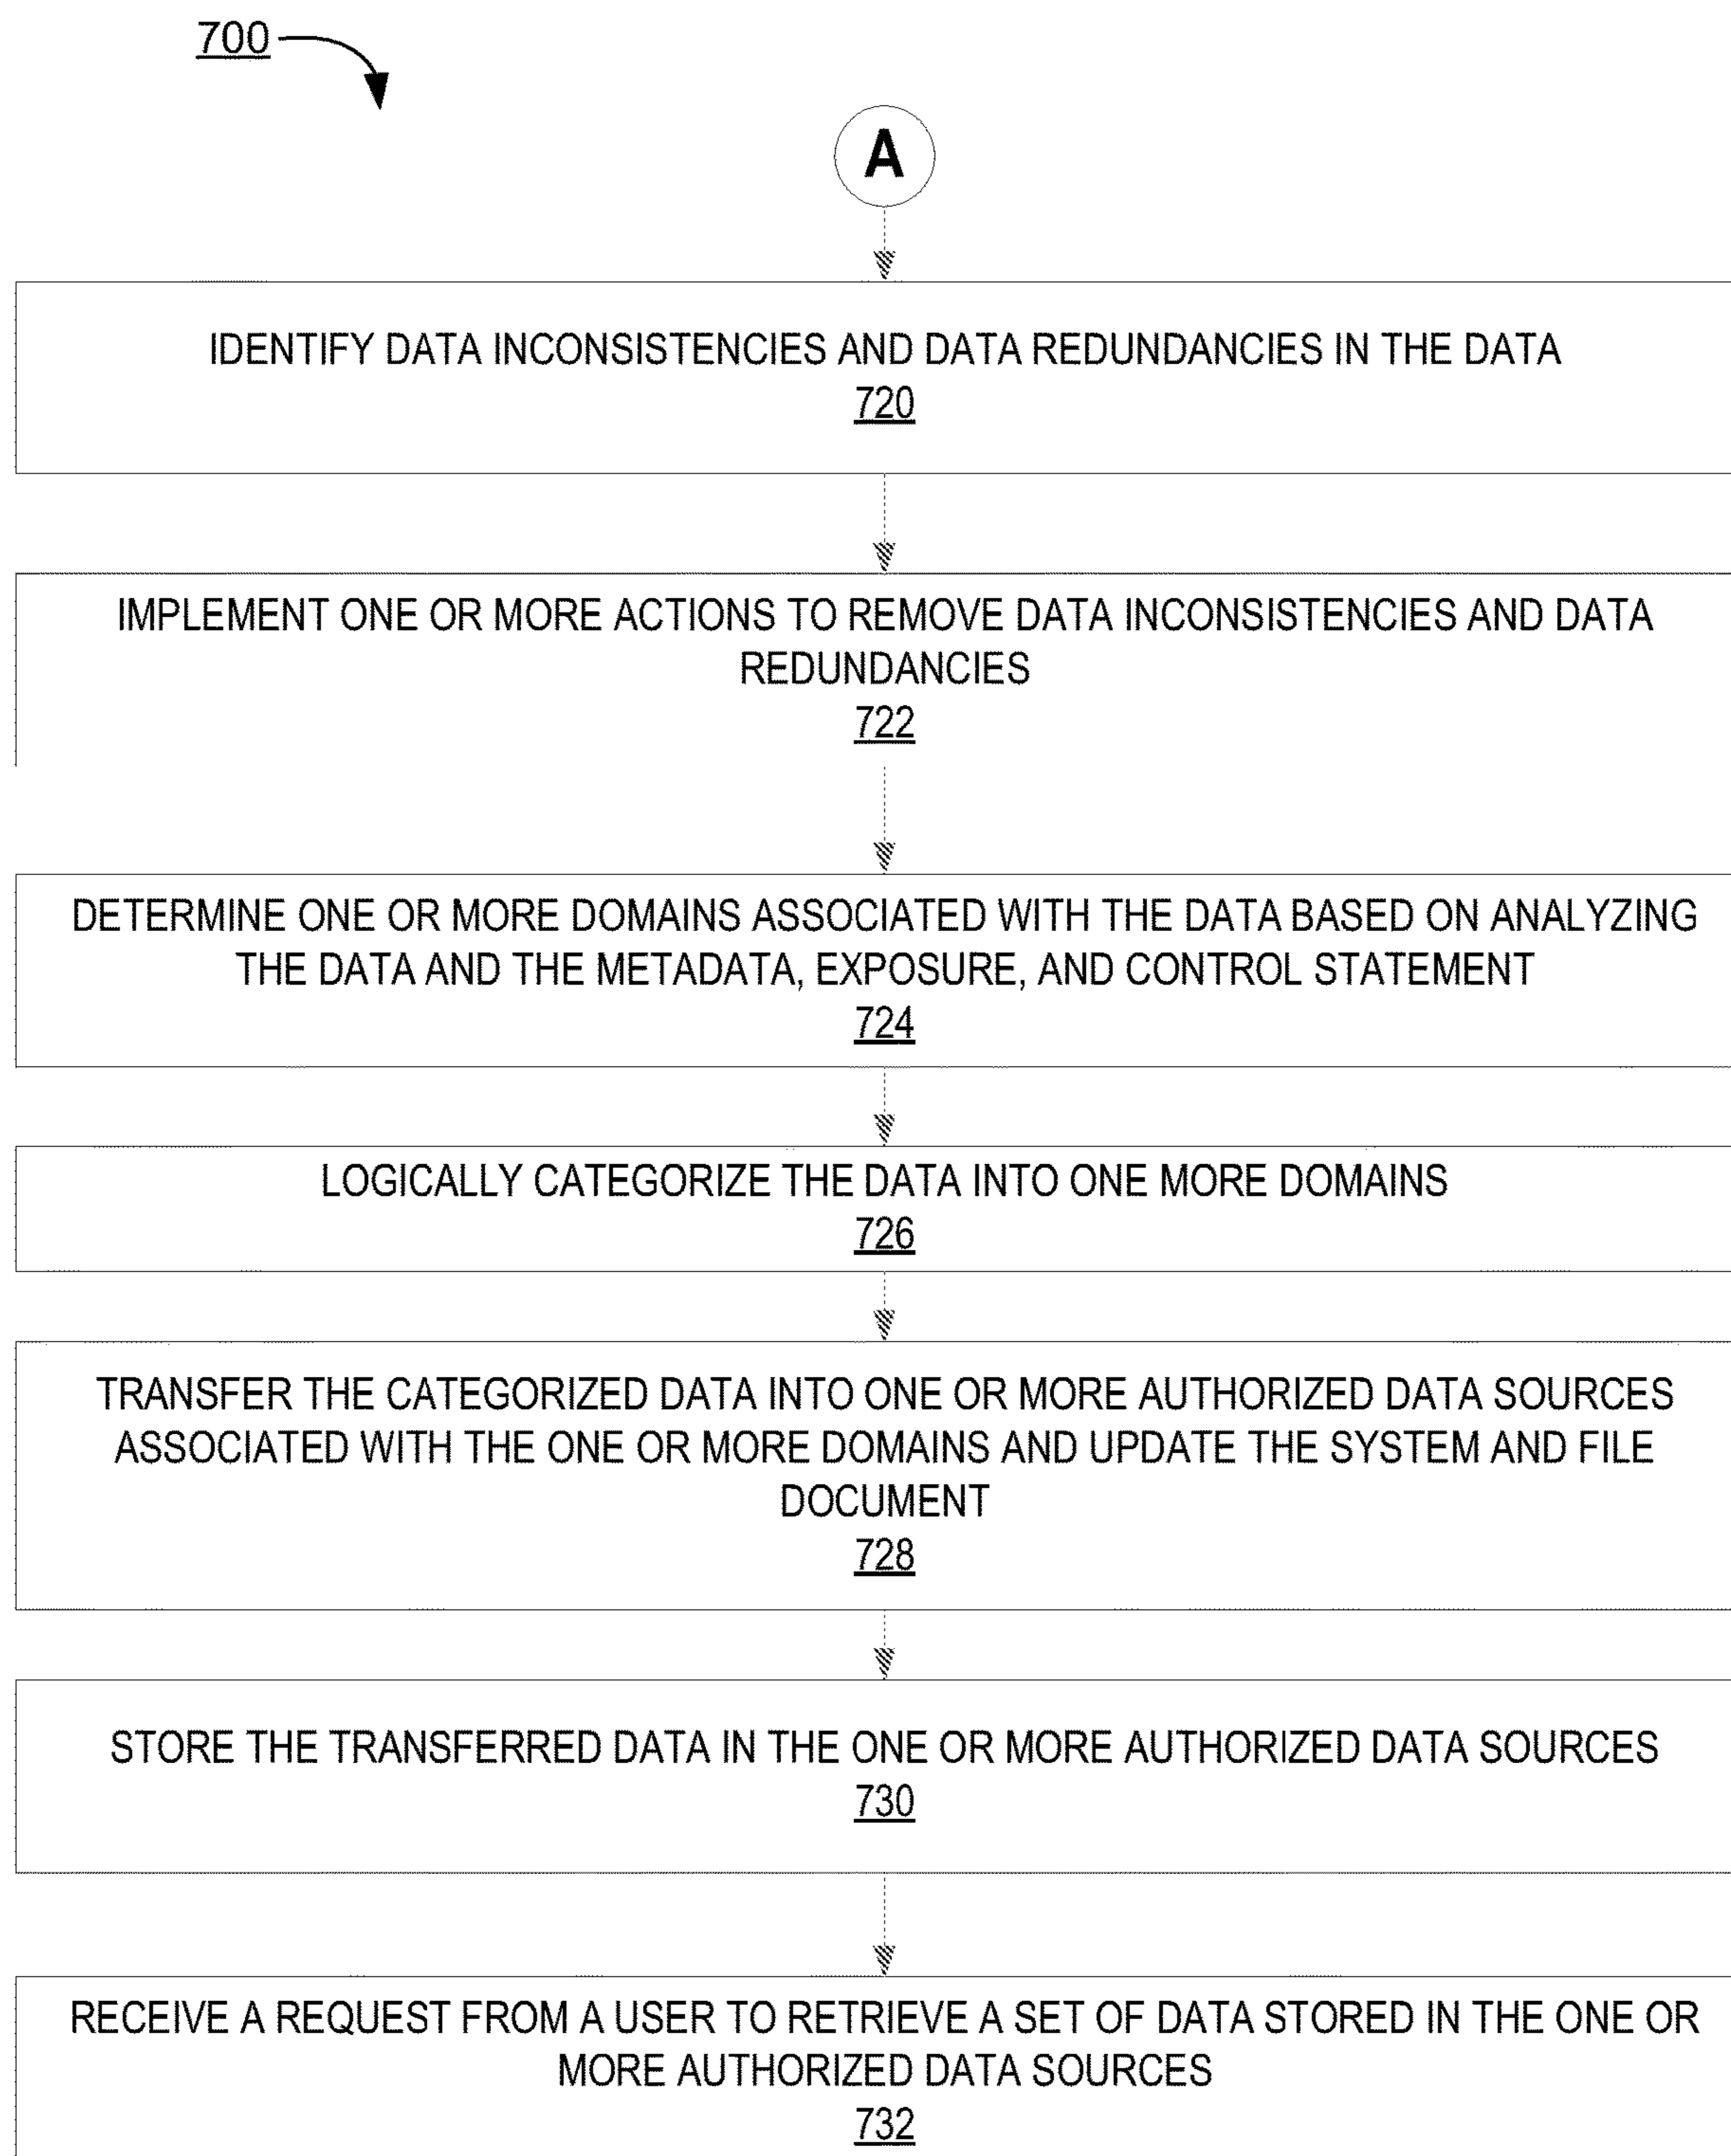 700
A
IDENTIFY DATA INCONSISTENCIES AND DATA REDUNDANCIES IN THE DATA
720
IMPLEMENT ONE OR MORE ACTIONS TO REMOVE DATA INCONSISTENCIES AND DATA
REDUNDANCIES
722
DETERMINE ONE OR MORE DOMAINS ASSOCIATED WITH THE DATA BASED ON ANALYZING
THE DATA AND THE METADATA, EXPOSURE, AND CONTROL STATEMENT
724
LOGICALLY CATEGORIZE THE DATA INTO ONE MORE DOMAINS
726
TRANSFER THE CATEGORIZED DATA INTO ONE OR MORE AUTHORIZED DATA SOURCES
ASSOCIATED WITH THE ONE OR MORE DOMAINS AND UPDATE THE SYSTEM AND FILE
DOCUMENT
728
STORE THE TRANSFERRED DATA IN THE ONE OR MORE AUTHORIZED DATA SOURCES
730
RECEIVE A REQUEST FROM A USER TO RETRIEVE A SET OF DATA STORED IN THE ONE OR
MORE AUTHORIZED DATA SOURCES
732